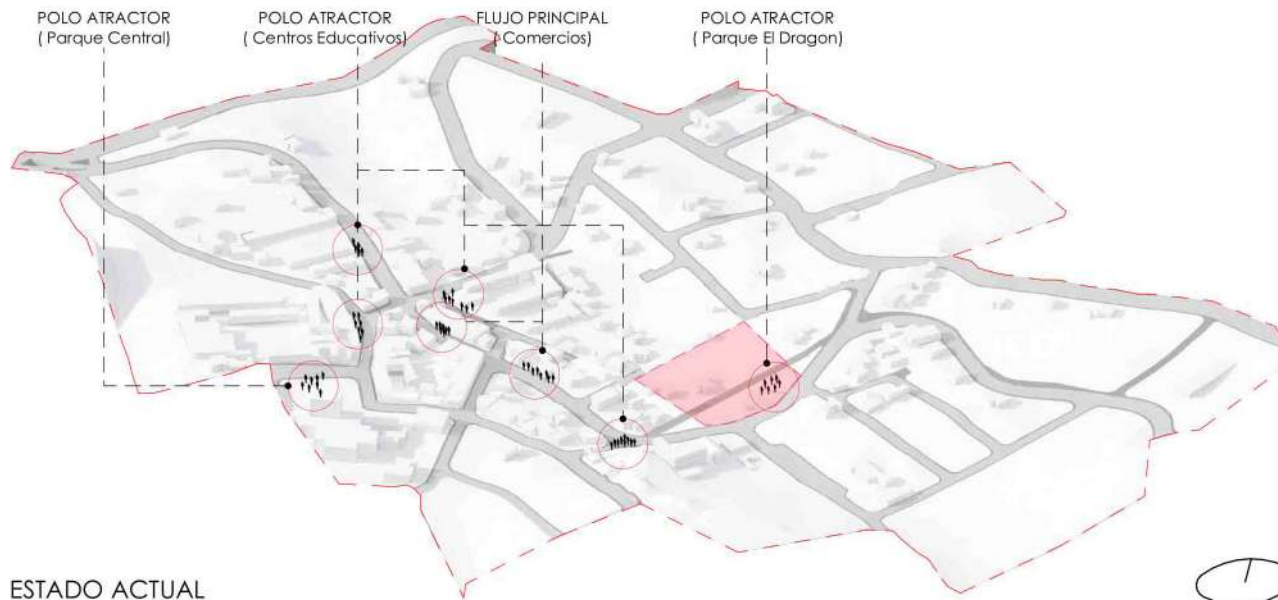 POLO ATRACTOR
( Parque Central)
POLO ATRACTOR
( Centros Educativos)
FLUJO PRINCIPAL
( Comercios)
POLO ATRACTOR
( Parque El Dragon)
ESTADO ACTUAL